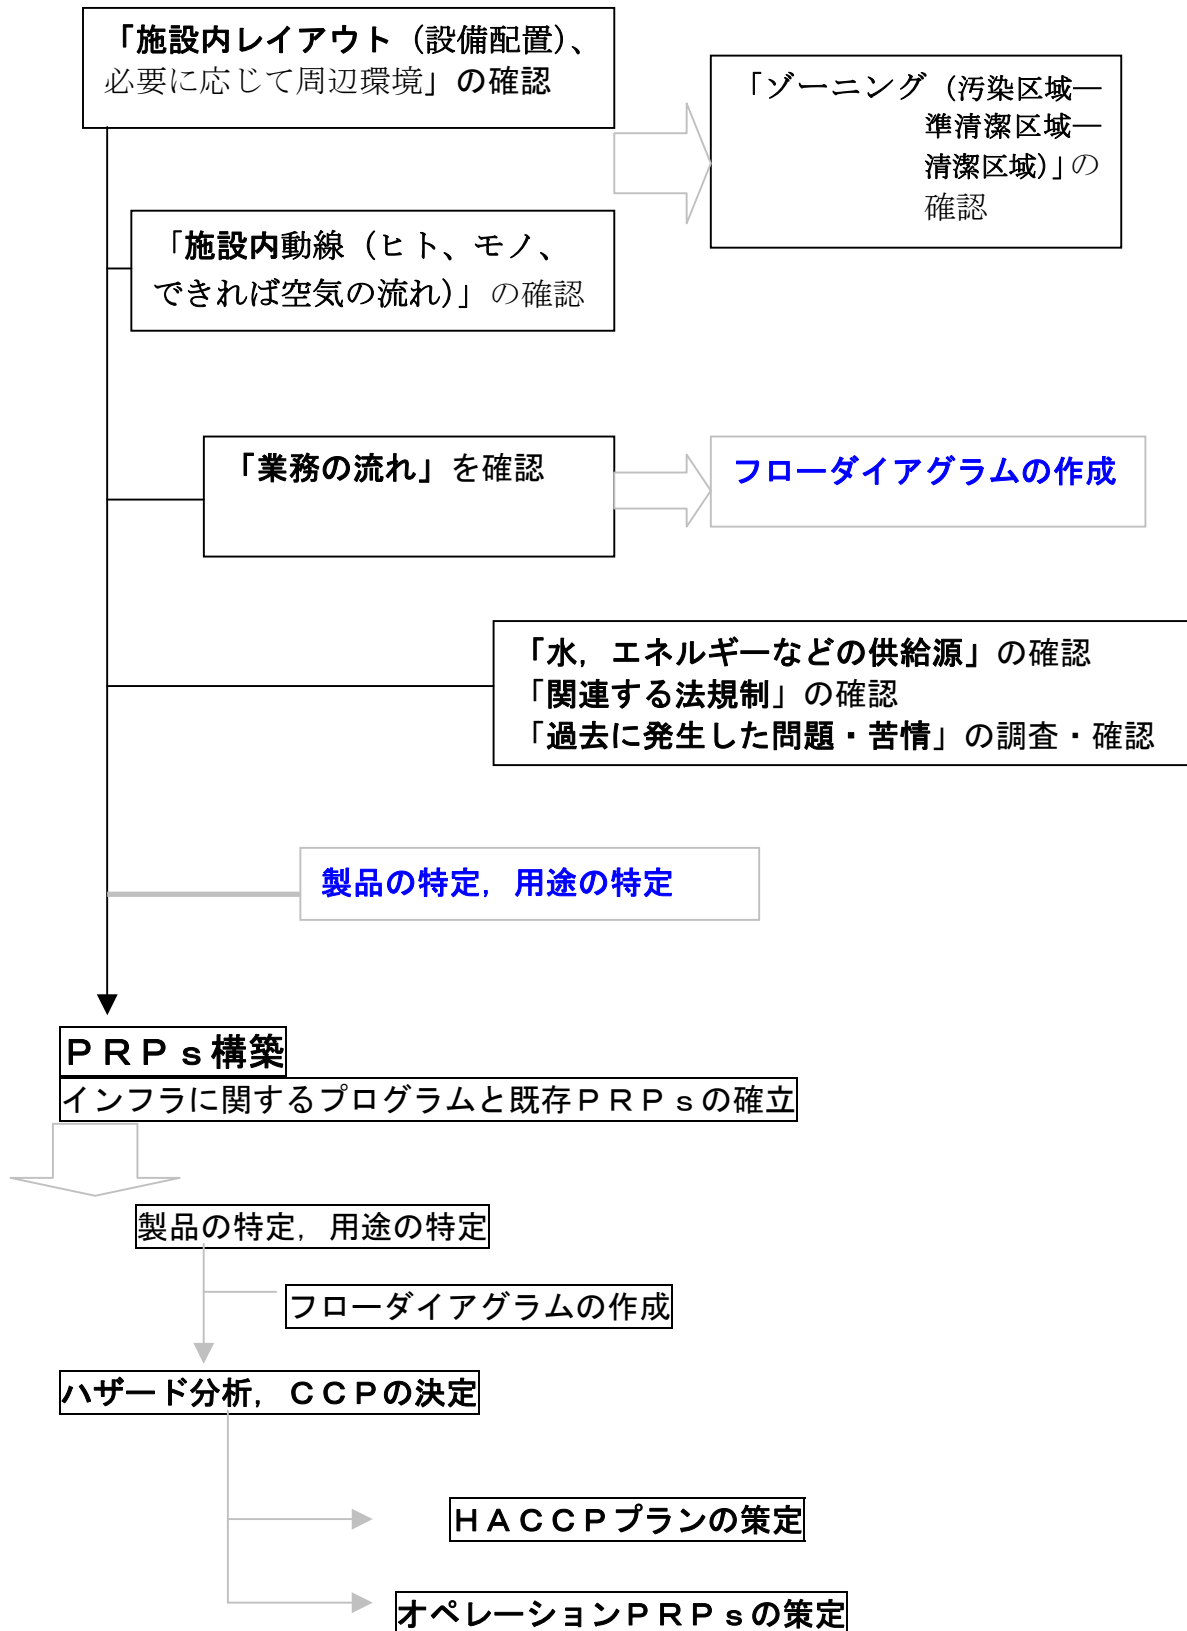 「施設内レイアウト（設備配置）、
必要に応じて周辺環境」の確認
「ゾーニング（汚染区域―
準清潔区域―
清潔区域）」の
確認
「施設内動線（ヒト、モノ、
できれば空気の流れ）」の確認
「業務の流れ」を確認
フローダイアグラムの作成
「水，エネルギーなどの供給源」の確認
「関連する法規制」の確認
「過去に発生した問題・苦情」の調査・確認
製品の特定，用途の特定
ＰＲＰｓ構築
インフラに関するプログラムと既存ＰＲＰｓの確立
製品の特定，用途の特定
フローダイアグラムの作成
ハザード分析，ＣＣＰの決定
ＨＡＣＣＰプランの策定
オペレーションＰＲＰｓの策定